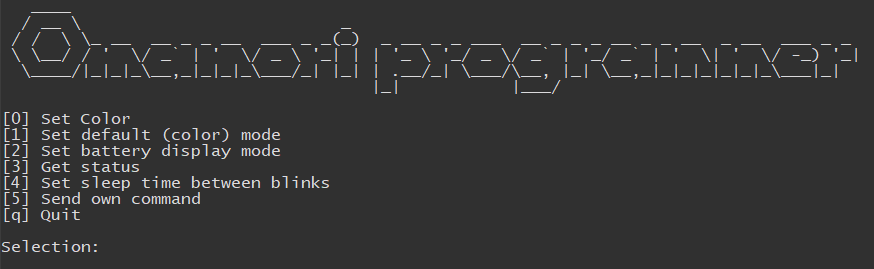 Omamori programmer
[0] Set Color
[1] Set default (color) mode
[2] Set battery display mode
[3] Get status
[4] Set sleep time between blinks
[5] Send own command
[q] Quit
Selection: